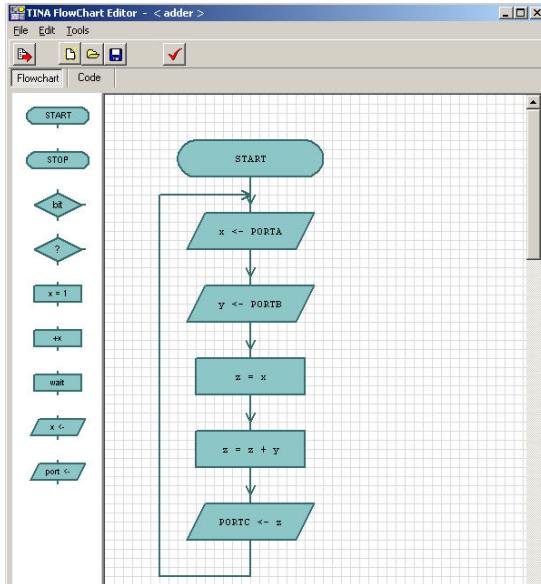 TINA FlowChart Editor - < adder >
File Edit Tools
Flowchart Code
START
STOP
bit
?
x = 1
+x
wait
x <-
port <-
START
x <- PORTA
y <- PORTB
z = x
z = z + y
PORTC <- z